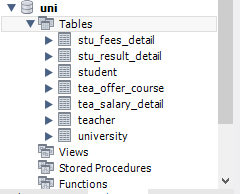 uni
Tables
stu_fees_detail
stu_result_detail
student
tea_offer_course
tea_salary_detail
teacher
university
Views
Stored Procedures
Functions